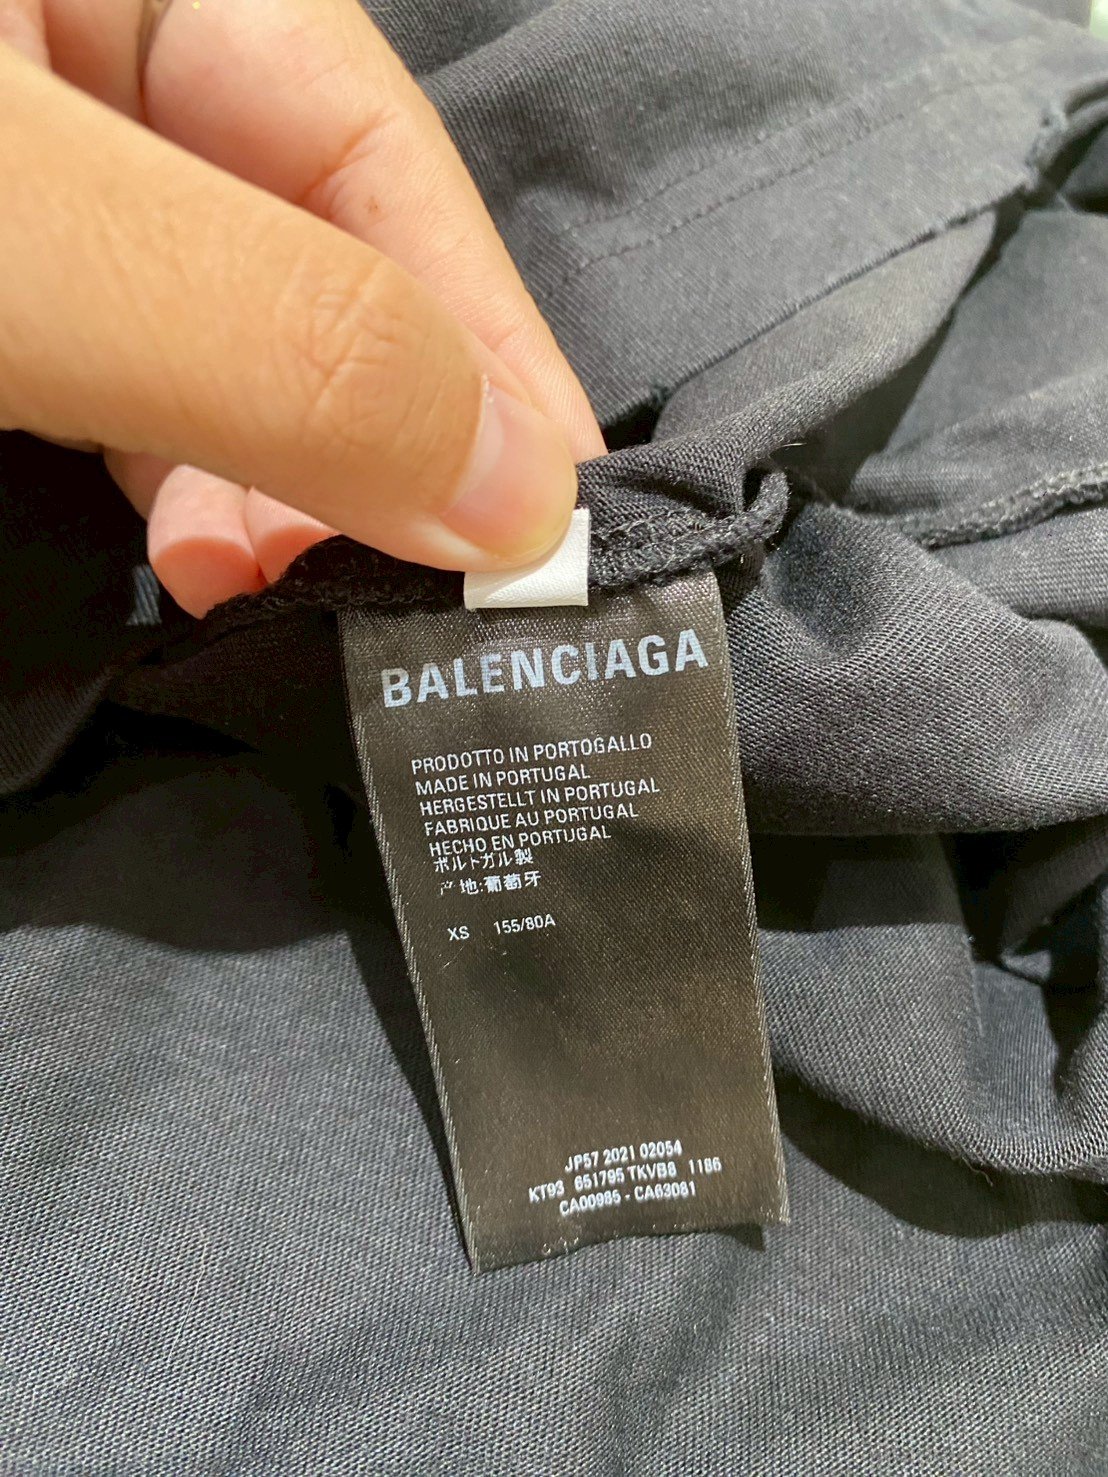 BALENCIAGA
PRODOTTO IN PORTOGALLO
MADE IN PORTUGAL
HERGESTELLT IN PORTUGAL
FABRIQUE AU PORTUGAL
HECHO EN PORTUGAL
ポルトガル製
产地:葡萄牙
XS 155/80A
JP57 2021 02054
KT93 651795 TKVB8 1186
CA00985 - CA63081